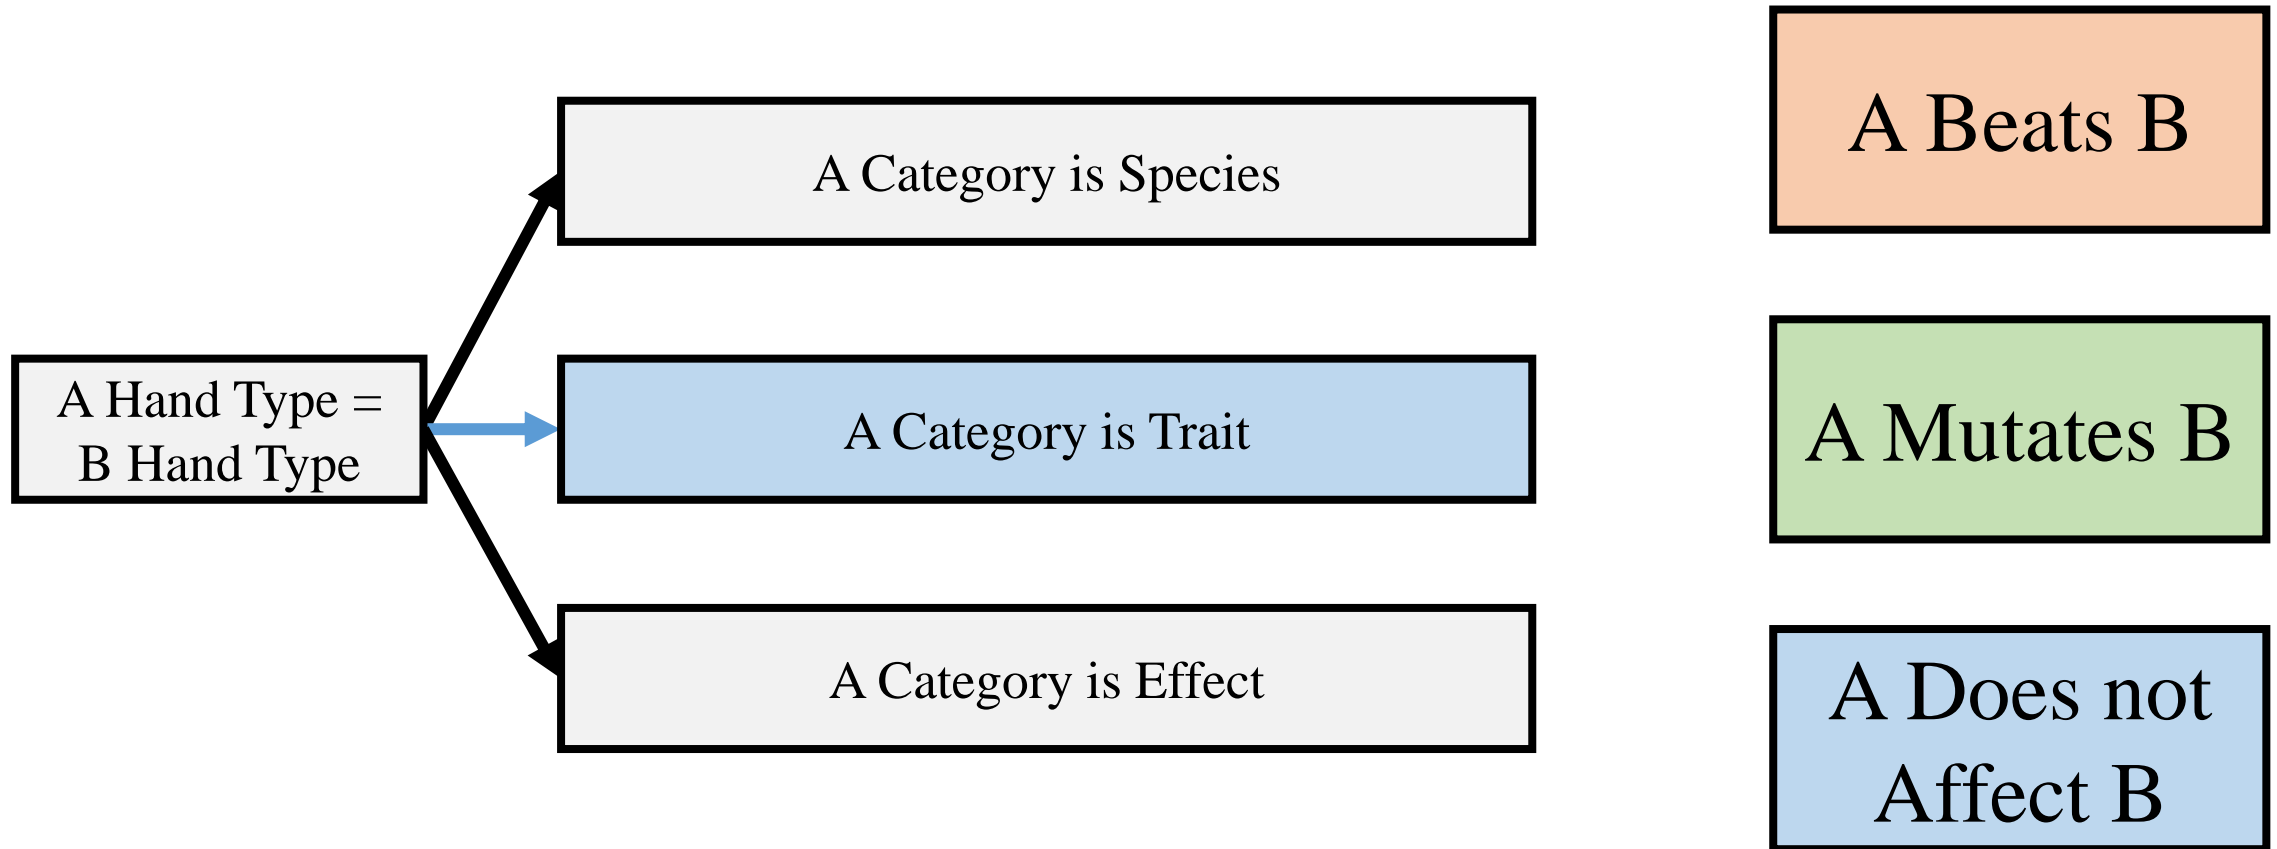 A Hand Type =
B Hand Type
A Category is Species
A Category is Trait
A Category is Effect
A Beats B
A Mutates B
A Does not
Affect B